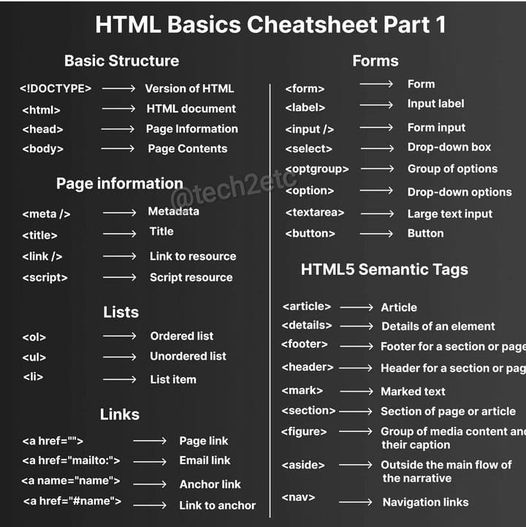 HTML Basics Cheatsheet Part 1
Basic Structure
<!DOCTYPE> Version of HTML
<html> HTML document
<head> Page Information
<body> Page Contents
Page information
<meta /> Metadata
<title> Title
<link /> Link to resource
<script> Script resource
Lists
<ol> Ordered list
<ul> Unordered list
<li> List item
Links
<a href=""> Page link
<a href="mailto:"> Email link
<a name="name"> Anchor link
<a href="#name"> Link to anchor
Forms
<form> Form
<label> Input label
<input /> Form input
<select> Drop-down box
<optgroup> Group of options
<option> Drop-down options
<textarea> Large text input
<button> Button
HTML5 Semantic Tags
<article> Article
<details> Details of an element
<footer> Footer for a section or page
<header> Header for a section or pag
<mark> Marked text
<section> Section of page or article
<figure> Group of media content and
their caption
<aside> Outside the main flow of
the narrative
<nav> Navigation links
@tech2etc